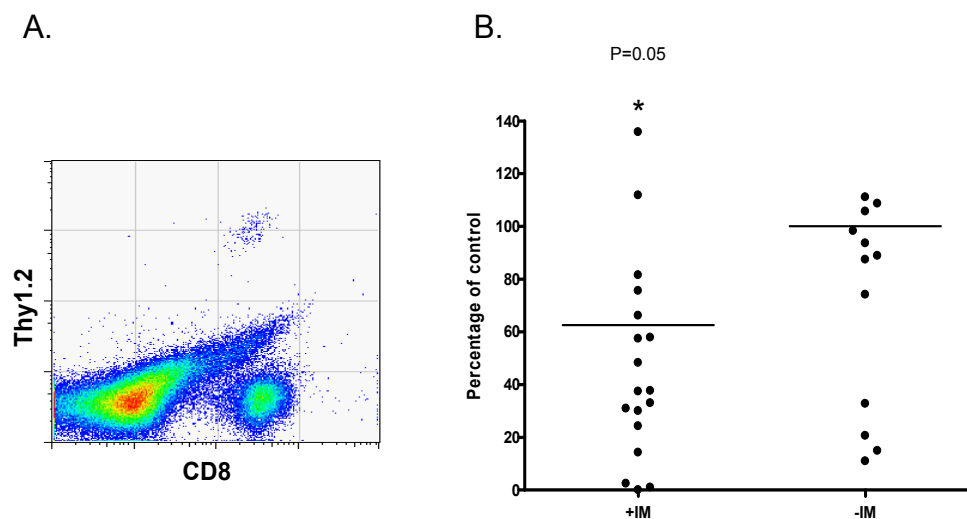 A.
Thy1.2
CD8
B.
P=0.05
*
Percentage of control
140
120
100
80
60
40
20
0
+IM
-IM